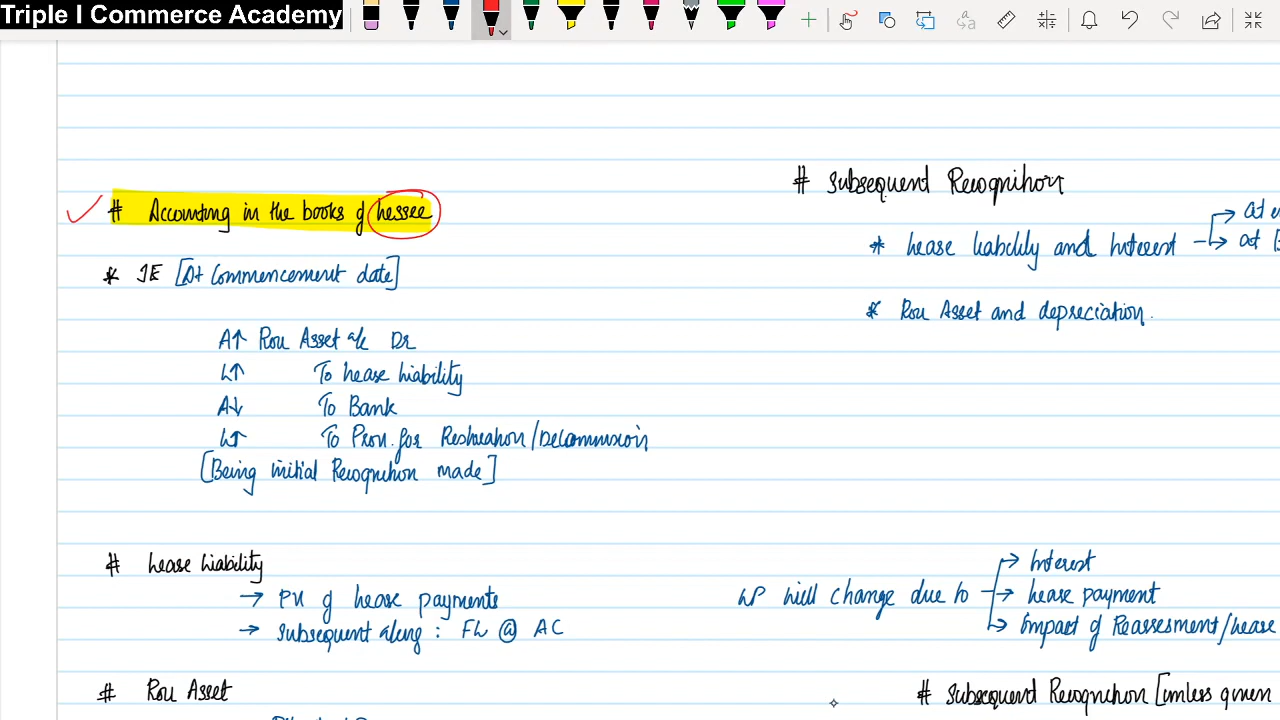 Triple I Commerce Academy
# Accounting in the books of Lessee
* JE [At Commencement date]
A↑ Rou Asset a/c Dr
L↑ To Lease Liability
A↓ To Bank
L↑ To Prov. for Restoration/Decommission
[Being initial Recognition made]
# Lease Liability
→ PV of Lease payments
→ Subsequent along : FL @ AC
# Rou Asset
# Subsequent Recognition
* Lease liability and Interest → at
→ at
* Rou Asset and depreciation.
will change due to → Interest
→ Lease payment
→ Impact of Reassesment/Lease
# Subsequent Recognition [unless given